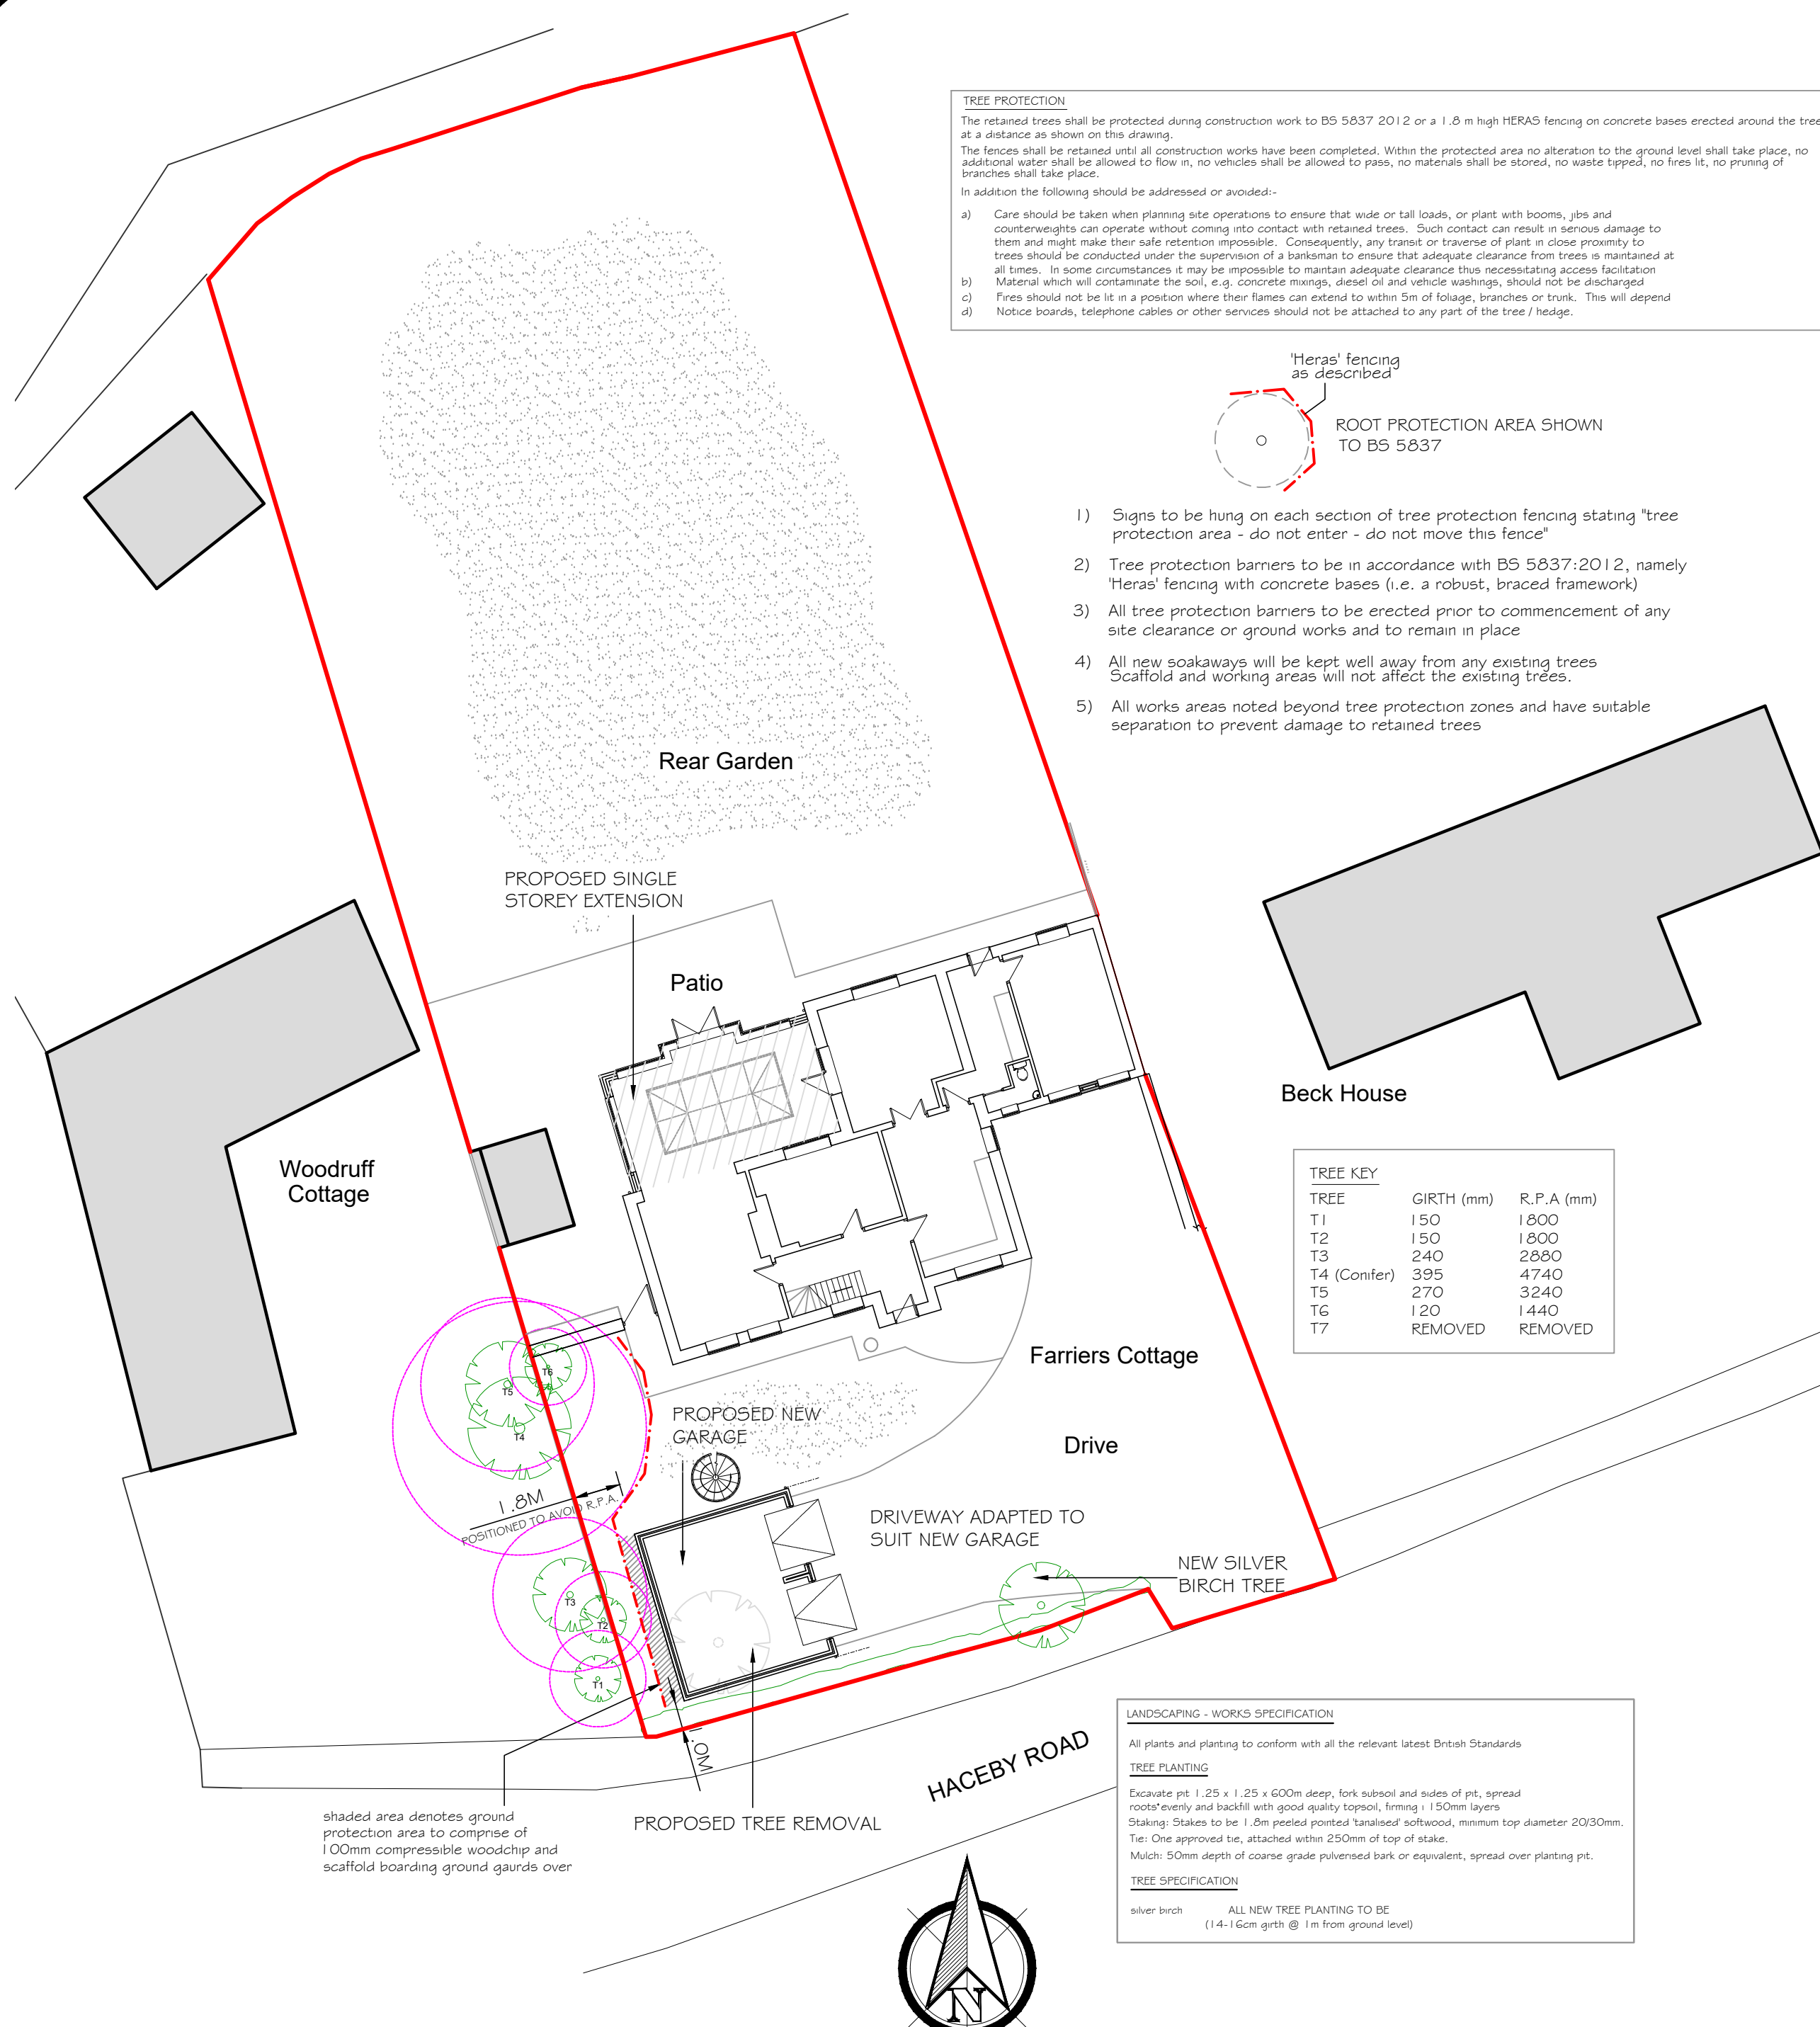 TREE PROTECTION
The retained trees shall be protected during construction work to BS 5837 2012 or a 1.8 m high HERAS fencing on concrete bases erected around the tree
at a distance as shown on this drawing.
The fences shall be retained until all construction works have been completed. Within the protected area no alteration to the ground level shall take place, no
additional water shall be allowed to flow in, no vehicles shall be allowed to pass, no materials shall be stored, no waste tipped, no fires lit, no pruning of
branches shall take place.
In addition the following should be addressed or avoided:-
a) Care should be taken when planning site operations to ensure that wide or tall loads, or plant with booms, jibs and
counterweights can operate without coming into contact with retained trees. Such contact can result in serious damage to
them and might make their safe retention impossible. Consequently, any transit or traverse of plant in close proximity to
trees should be conducted under the supervision of a banksman to ensure that adequate clearance from trees is maintained at
all times. In some circumstances it may be impossible to maintain adequate clearance thus necessitating access facilitation
b) Material which will contaminate the soil, e.g. concrete mixings, diesel oil and vehicle washings, should not be discharged
c) Fires should not be lit in a position where their flames can extend to within 5m of foliage, branches or trunk. This will depend
d) Notice boards, telephone cables or other services should not be attached to any part of the tree / hedge.
'Heras' fencing
as described
ROOT PROTECTION AREA SHOWN
TO BS 5837
1) Signs to be hung on each section of tree protection fencing stating "tree
protection area - do not enter - do not move this fence"
2) Tree protection barriers to be in accordance with BS 5837:2012, namely
'Heras' fencing with concrete bases (i.e. a robust, braced framework)
3) All tree protection barriers to be erected prior to commencement of any
site clearance or ground works and to remain in place
4) All new soakaways will be kept well away from any existing trees
Scaffold and working areas will not affect the existing trees.
5) All works areas noted beyond tree protection zones and have suitable
separation to prevent damage to retained trees
Rear Garden
PROPOSED SINGLE
STOREY EXTENSION
Patio
Beck House
Woodruff
Cottage
TREE KEY
TREE GIRTH (mm) R.P.A (mm)
T1 150 1800
T2 150 1800
T3 240 2880
T4 (Conifer) 395 4740
T5 270 3240
T6 120 1440
T7 REMOVED REMOVED
Farriers Cottage
T6
T5
T4
PROPOSED NEW
GARAGE
Drive
1.8M
POSITIONED TO AVOID R.P.A.
DRIVEWAY ADAPTED TO
SUIT NEW GARAGE
NEW SILVER
BIRCH TREE
T3
T2
T1
1.0M
HACEBY ROAD
PROPOSED TREE REMOVAL
shaded area denotes ground
protection area to comprise of
100mm compressible woodchip and
scaffold boarding ground gaurds over
LANDSCAPING - WORKS SPECIFICATION
All plants and planting to conform with all the relevant latest British Standards
TREE PLANTING
Excavate pit 1.25 x 1.25 x 600m deep, fork subsoil and sides of pit, spread
roots evenly and backfill with good quality topsoil, firming i 150mm layers
Staking: Stakes to be 1.8m peeled pointed 'tanalised' softwood, minimum top diameter 20/30mm.
Tie: One approved tie, attached within 250mm of top of stake.
Mulch: 50mm depth of coarse grade pulverised bark or equivalent, spread over planting pit.
TREE SPECIFICATION
silver birch ALL NEW TREE PLANTING TO BE
(14-16cm girth @ 1m from ground level)
N